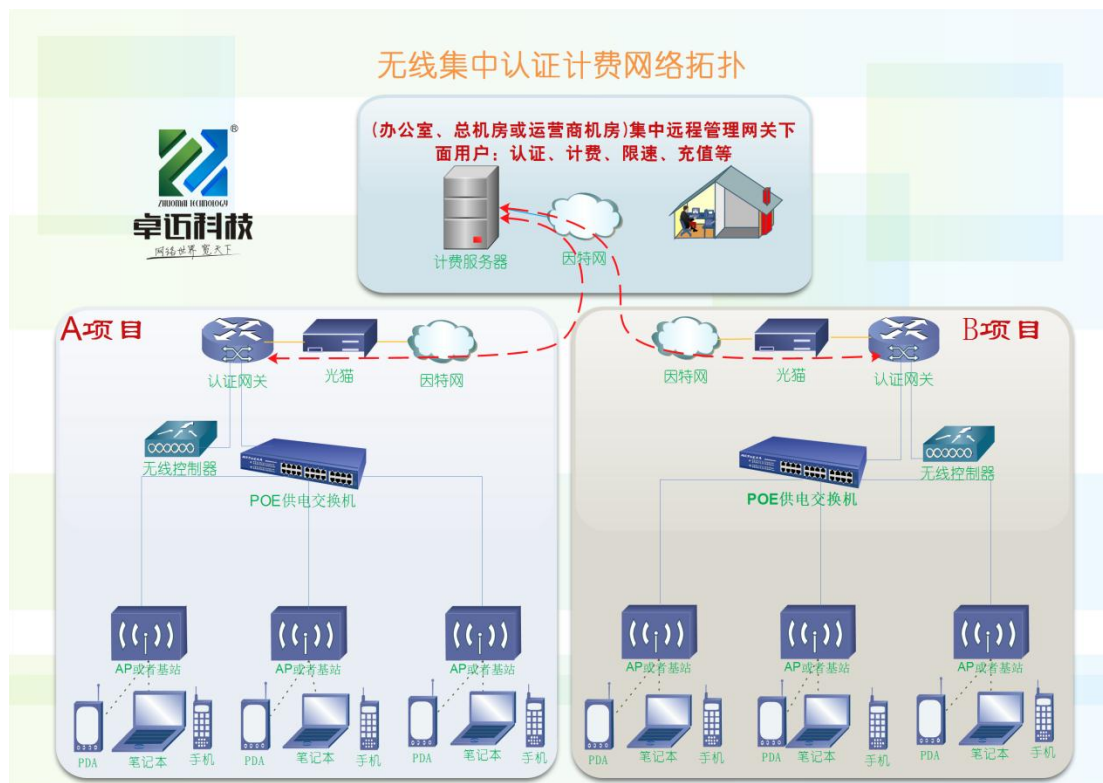 无线集中认证计费网络拓扑
(办公室、总机房或运营商机房)集中远程管理网关下
面用户：认证、计费、限速、充值等
®
ZHUOMAI TECHNOLOGY
卓迈科技
网络世界 宽天下
计费服务器
因特网
A项目
认证网关
光猫
因特网
无线控制器
POE供电交换机
AP或者基站
AP或者基站
AP或者基站
PDA
笔记本
手机
PDA
笔记本
手机
PDA
笔记本
手机
B项目
因特网
光猫
认证网关
POE供电交换机
无线控制器
AP或者基站
AP或者基站
AP或者基站
PDA
笔记本
手机
PDA
笔记本
手机
PDA
笔记本
手机